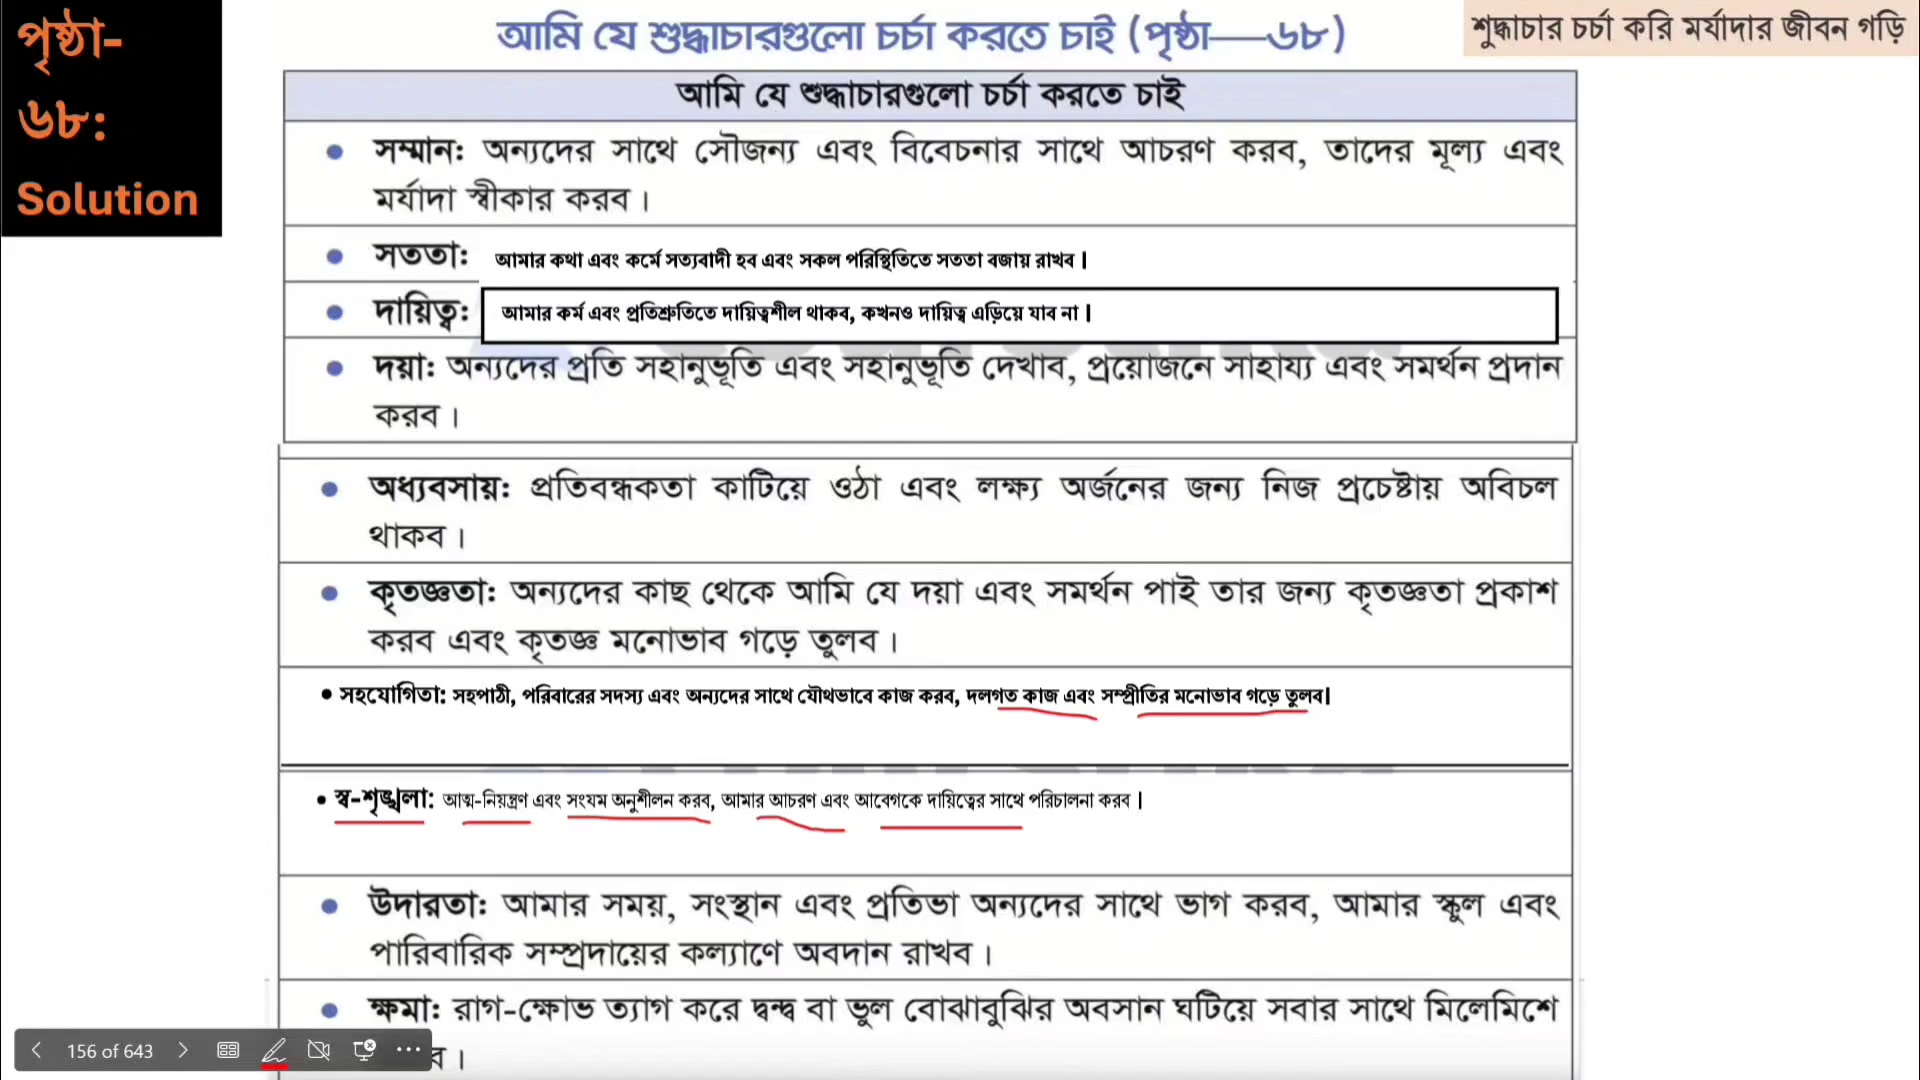 পৃষ্ঠা-
৬৮:
Solution
আমি যে শুদ্ধাচারগুলো চর্চা করতে চাই (পৃষ্ঠা—৬৮)
শুদ্ধাচার চর্চা করি মর্যাদার জীবন গড়ি
আমি যে শুদ্ধাচারগুলো চর্চা করতে চাই
● সম্মান: অন্যদের সাথে সৌজন্য এবং বিবেচনার সাথে আচরণ করব, তাদের মূল্য এবং
মর্যাদা স্বীকার করব।
● সততা: আমার কথা এবং কর্মে সত্যবাদী হব এবং সকল পরিস্থিতিতে সততা বজায় রাখব।
● দায়িত্ব: আমার কর্ম এবং প্রতিশ্রুতিতে দায়িত্বশীল থাকব, কখনও দায়িত্ব এড়িয়ে যাব না।
● দয়া: অন্যদের প্রতি সহানুভূতি এবং সহানুভূতি দেখাব, প্রয়োজনে সাহায্য এবং সমর্থন প্রদান
করব।
● অধ্যবসায়: প্রতিবন্ধকতা কাটিয়ে ওঠা এবং লক্ষ্য অর্জনের জন্য নিজ প্রচেষ্টায় অবিচল
থাকব।
● কৃতজ্ঞতা: অন্যদের কাছ থেকে আমি যে দয়া এবং সমর্থন পাই তার জন্য কৃতজ্ঞতা প্রকাশ
করব এবং কৃতজ্ঞ মনোভাব গড়ে তুলব।
● সহযোগিতা: সহপাঠী, পরিবারের সদস্য এবং অন্যদের সাথে যৌথভাবে কাজ করব, দলগত কাজ এবং সম্প্রীতির মনোভাব গড়ে তুলব।
● স্ব-শৃঙ্খলা: আত্ম-নিয়ন্ত্রণ এবং সংযম অনুশীলন করব, আমার আচরণ এবং আবেগকে দায়িত্বের সাথে পরিচালনা করব।
● উদারতা: আমার সময়, সংস্থান এবং প্রতিভা অন্যদের সাথে ভাগ করব, আমার স্কুল এবং
পারিবারিক সম্প্রদায়ের কল্যাণে অবদান রাখব।
● ক্ষমা: রাগ-ক্ষোভ ত্যাগ করে দ্বন্দ্ব বা ভুল বোঝাবুঝির অবসান ঘটিয়ে সবার সাথে মিলেমিশে
156 of 643